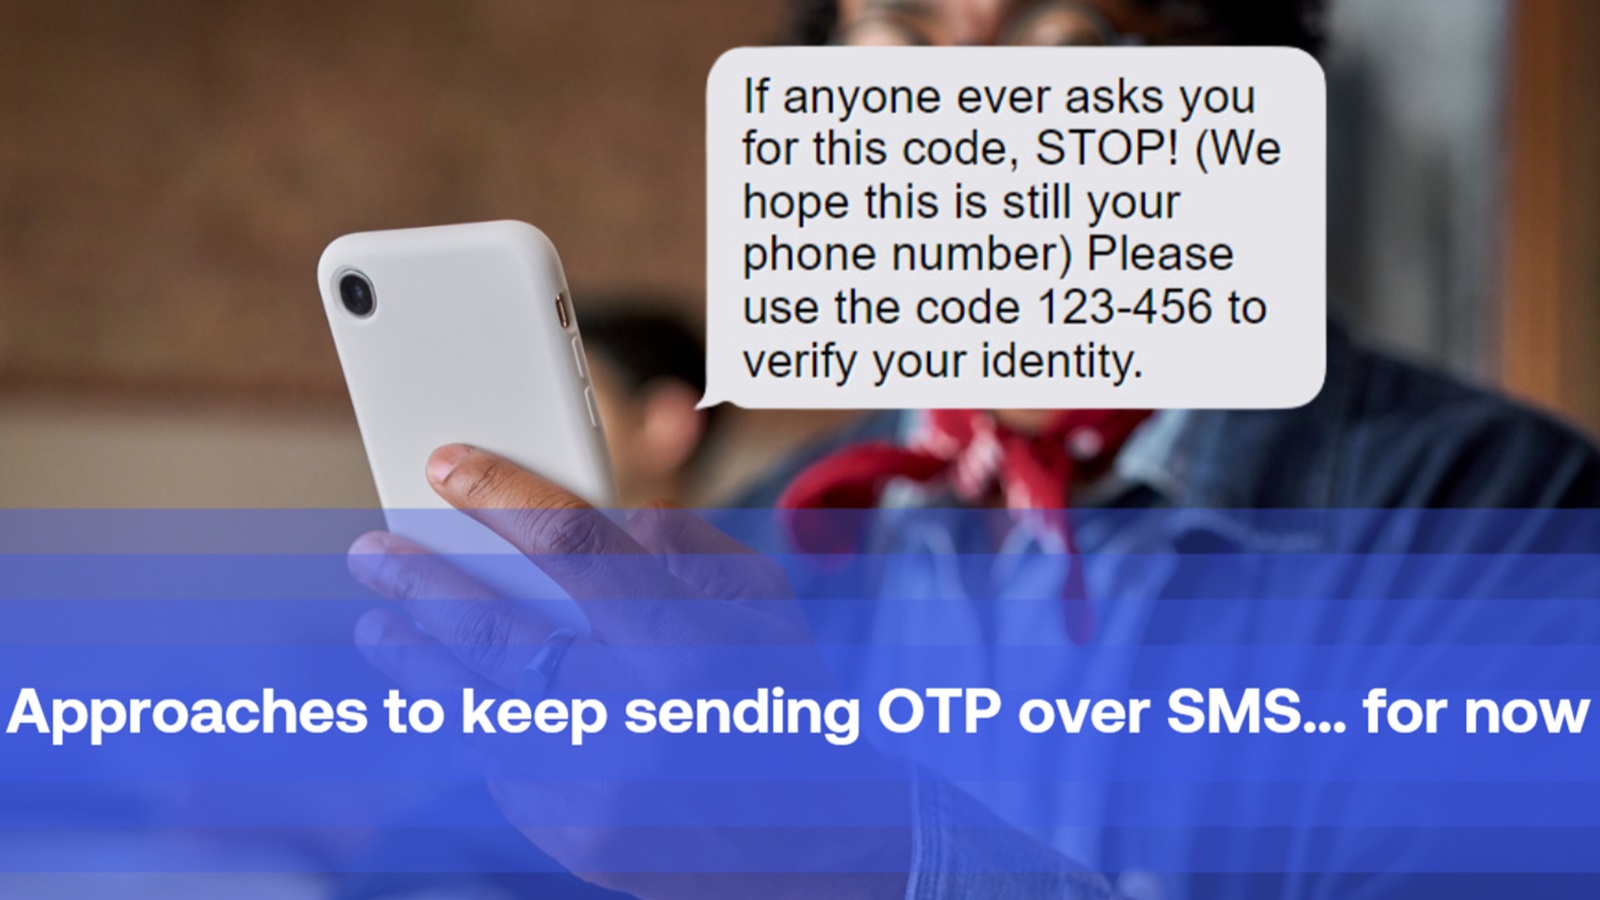 If anyone ever asks you
for this code, STOP! (We
hope this is still your
phone number) Please
use the code 123-456 to
verify your identity.
Approaches to keep sending OTP over SMS... for now